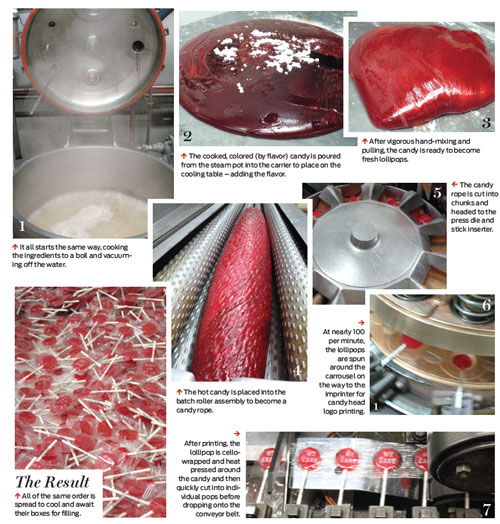 1
↑ It all starts the same way, cooking
the ingredients to a boil and vacuum-
ing off the water.
2
↑ The cooked, colored (by flavor) candy is poured
from the steam pot into the carrier to place on the
cooling table – adding the flavor.
3
↑ After vigorous hand-mixing and
pulling, the candy is ready to become
fresh lollipops.
4
↑ The hot candy is placed into the
batch roller assembly to become a
candy rope.
5
← The candy
rope is cut into
chunks and
headed to the
press die and
stick inserter.
6
1
→
At nearly 100
per minute,
the lollipops
are spun
around the
carrousel on
the way to the
imprinter for
candy head
logo printing.
→
After printing, the
lollipop is cello-
wrapped and heat
pressed around
the candy and then
quickly cut into indi-
vidual pops before
dropping onto the
conveyor belt.
7
The Result
↑ All of the same order is
spread to cool and await
their boxes for filling.